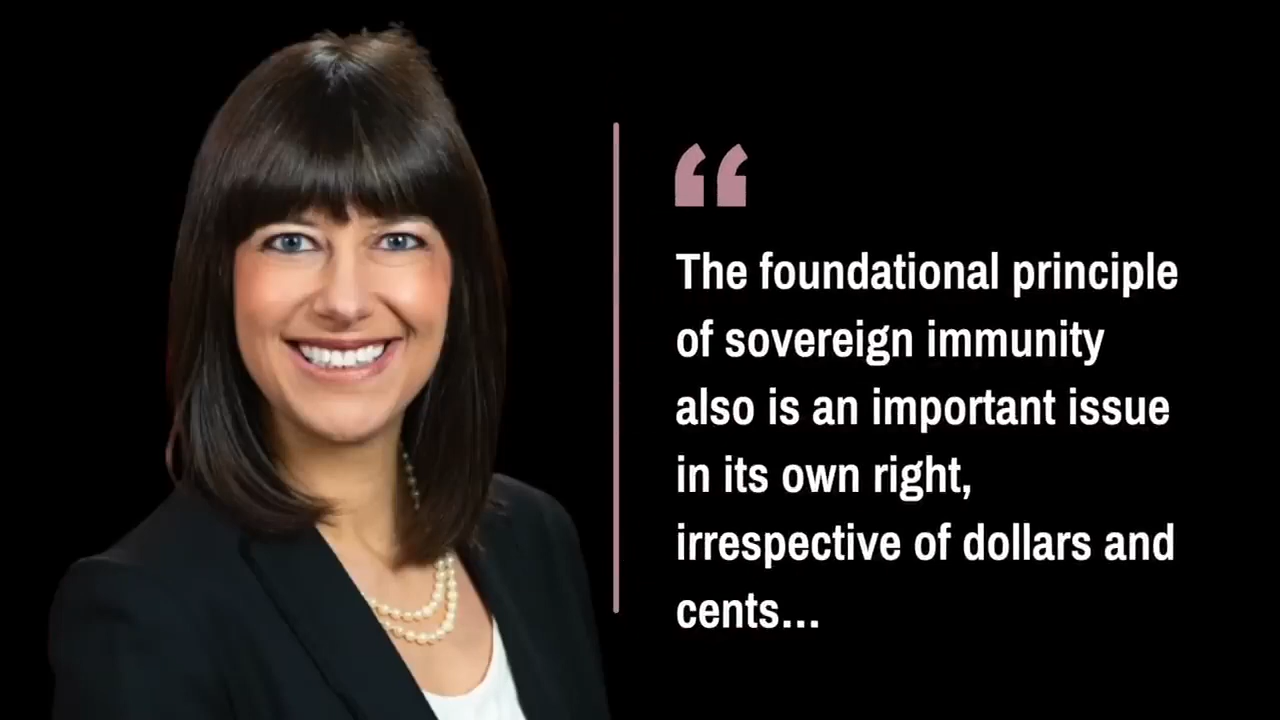 “
The foundational principle
of sovereign immunity
also is an important issue
in its own right,
irrespective of dollars and
cents...